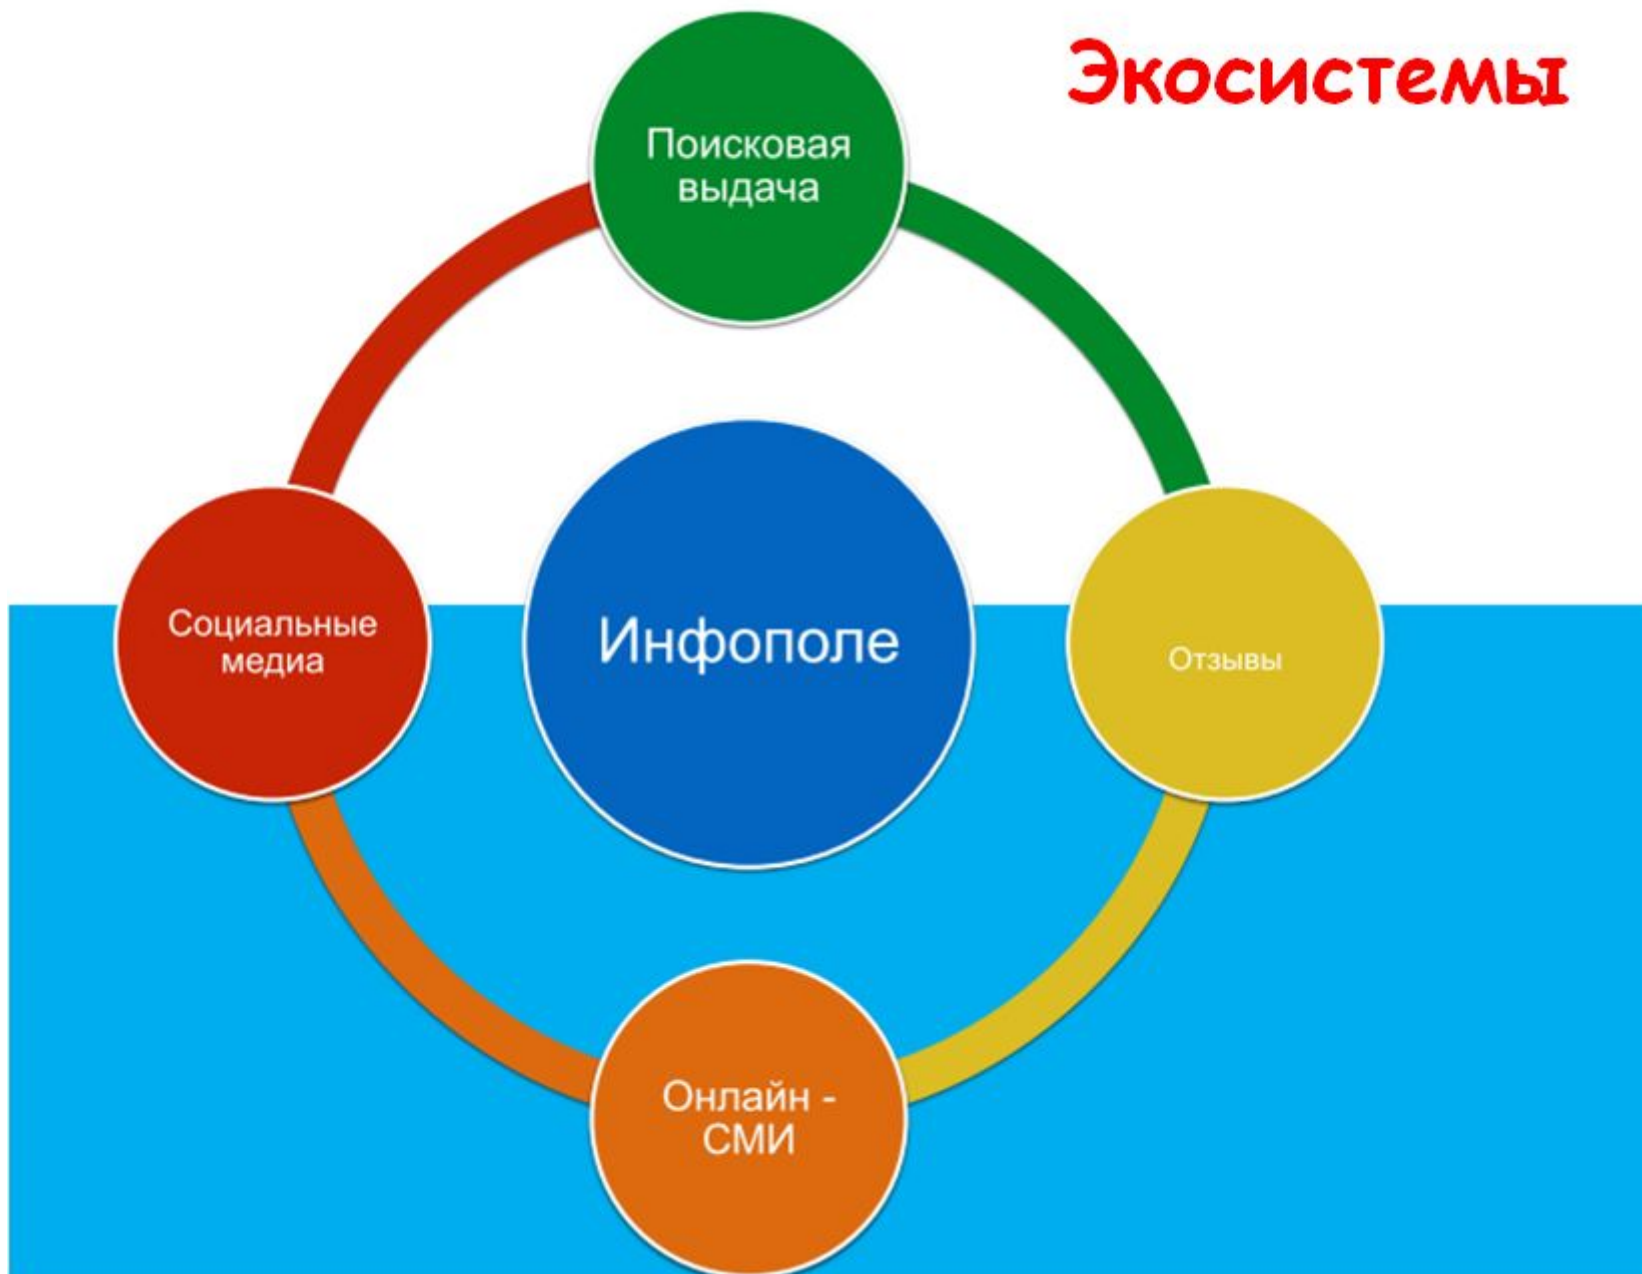 Экосистемы
Поисковая
выдача
Социальные
медиа
Инфополе
Отзывы
Онлайн -
СМИ